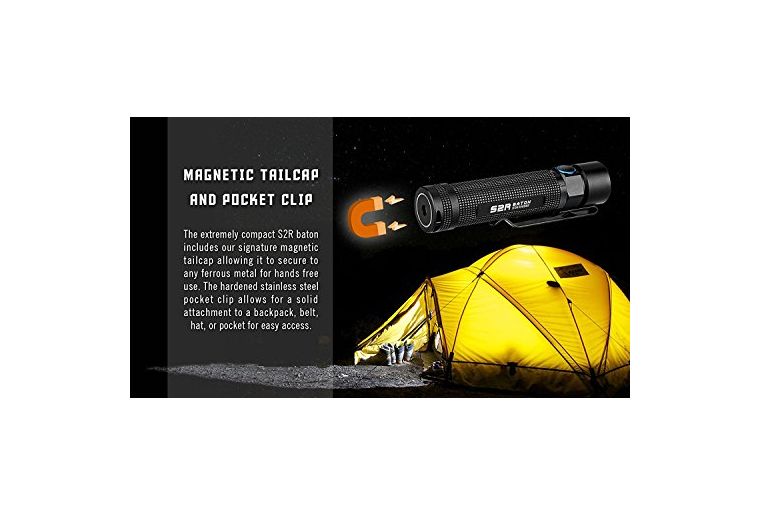 MAGNETIC TAILCAP
AND POCKET CLIP
The extremely compact S2R baton
includes our signature magnetic
tailcap allowing it to secure to
any ferrous metal for hands free
use. The hardened stainless steel
pocket clip allows for a solid
attachment to a backpack, belt,
hat, or pocket for easy access.
S2R BATON